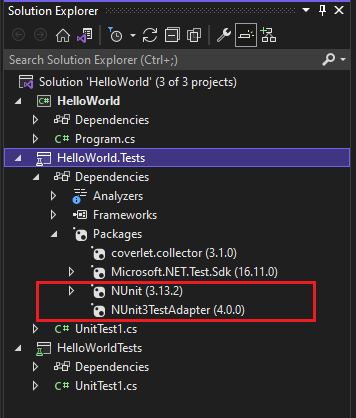 Solution Explorer
Search Solution Explorer (Ctrl+;)
Solution 'HelloWorld' (3 of 3 projects)
C# HelloWorld
Dependencies
C# Program.cs
HelloWorld.Tests
Dependencies
Analyzers
Frameworks
Packages
coverlet.collector (3.1.0)
Microsoft.NET.Test.Sdk (16.11.0)
NUnit (3.13.2)
NUnit3TestAdapter (4.0.0)
C# UnitTest1.cs
HelloWorldTests
Dependencies
C# UnitTest1.cs